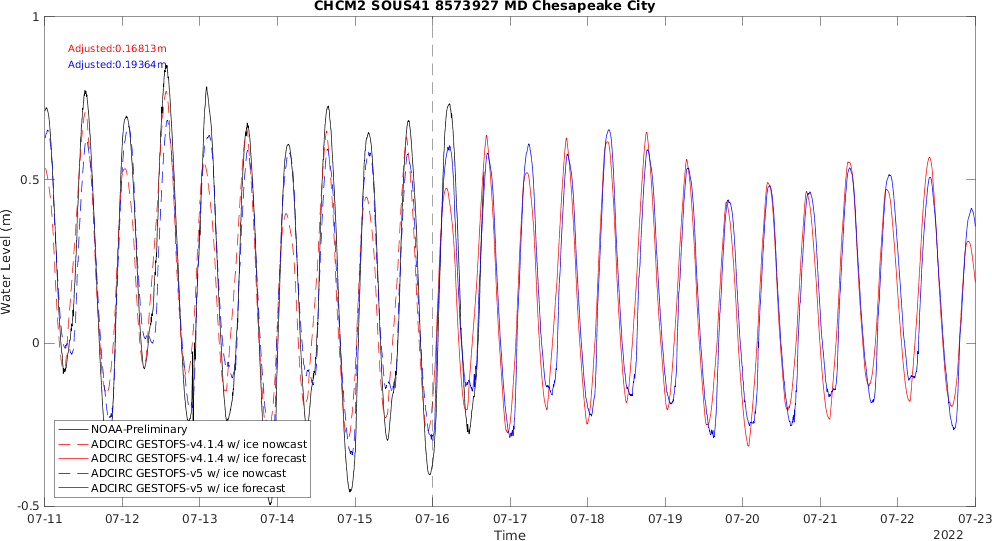 CHCM2 SOUS41 8573927 MD Chesapeake City
1
Adjusted:0.16813m
Adjusted:0.19364m
0.5
Water Level (m)
0
NOAA-Preliminary
ADCIRC GESTOFS-v4.1.4 w/ ice nowcast
ADCIRC GESTOFS-v4.1.4 w/ ice forecast
ADCIRC GESTOFS-v5 w/ ice nowcast
ADCIRC GESTOFS-v5 w/ ice forecast
-0.5
07-11 07-12 07-13 07-14 07-15 07-16 07-17 07-18 07-19 07-20 07-21 07-22 07-23
Time
2022